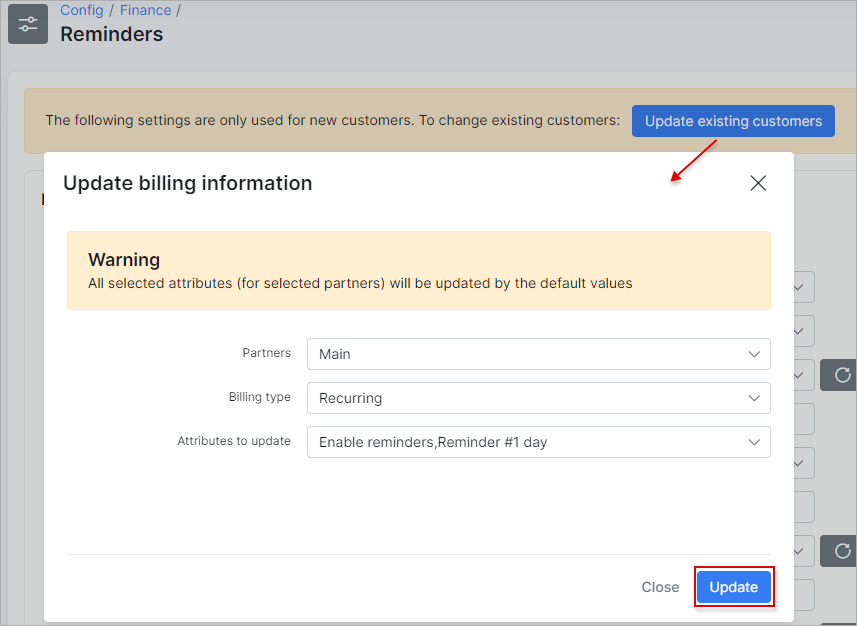 Config / Finance /
Reminders
The following settings are only used for new customers. To change existing customers: Update existing customers
Update billing information
Warning
All selected attributes (for selected partners) will be updated by the default values
Partners Main
Billing type Recurring
Attributes to update Enable reminders,Reminder #1 day
Close Update